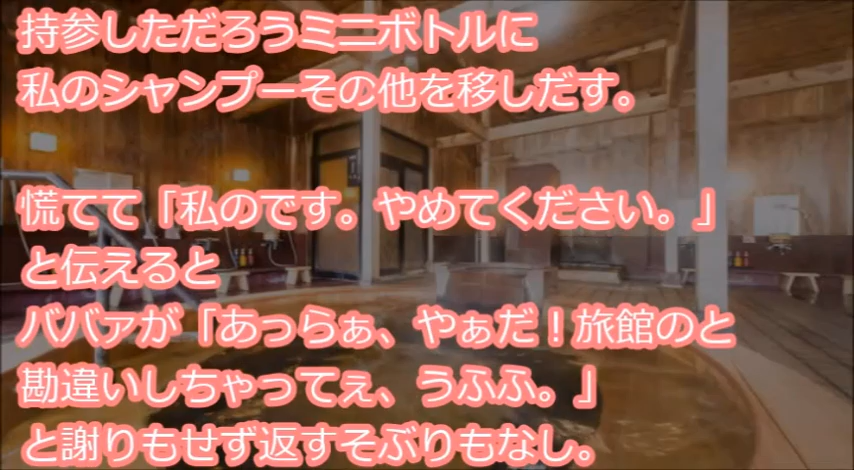 持参しただろうミニボトルに
私のシャンプーその他を移しだす。
慌てて「私のです。やめてください。」
と伝えると
ババァが「あっらぁ、やぁだ！旅館のと
勘違いしちゃってぇ、うふふ。」
と謝りもせず返すそぶりもなし。